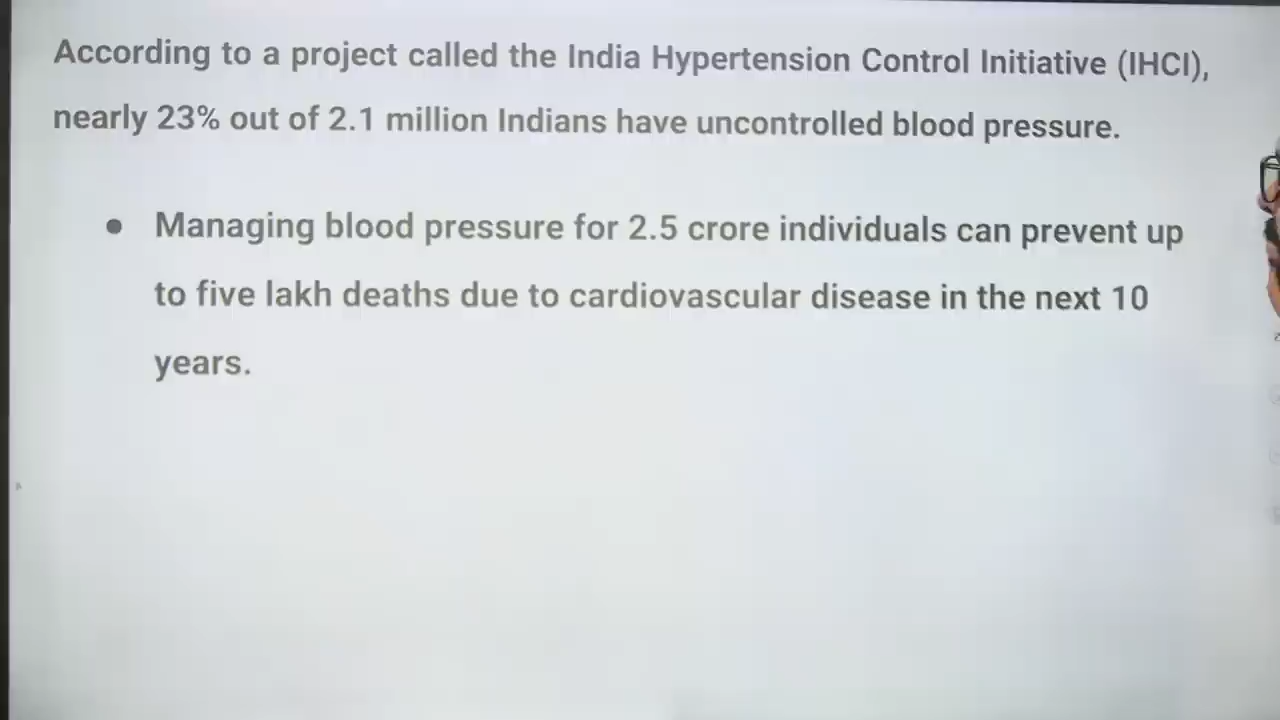 According to a project called the India Hypertension Control Initiative (IHCI),
nearly 23% out of 2.1 million Indians have uncontrolled blood pressure.
• Managing blood pressure for 2.5 crore individuals can prevent up
to five lakh deaths due to cardiovascular disease in the next 10
years.